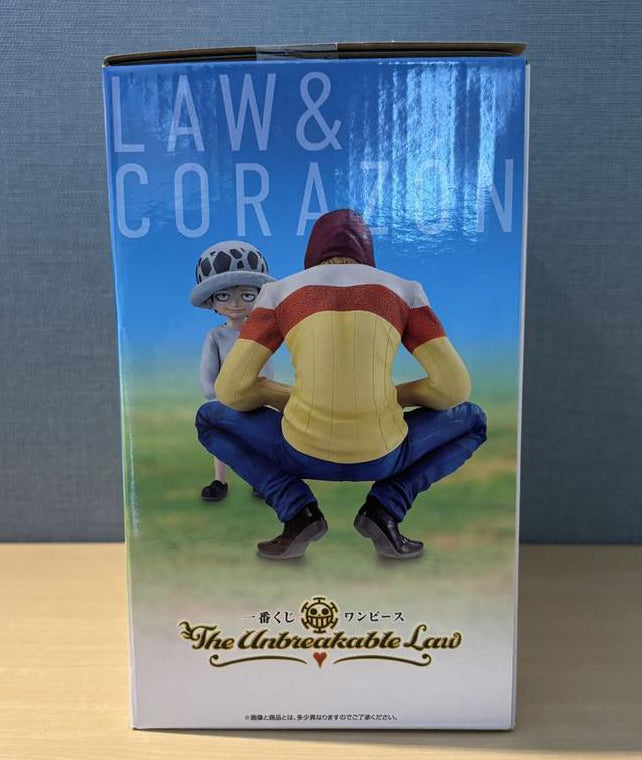 LAW &
CORAZON
一番くじ ワンピース
The Unbreakable Law
※画像と商品とは、多少異なりますのでご了承ください。